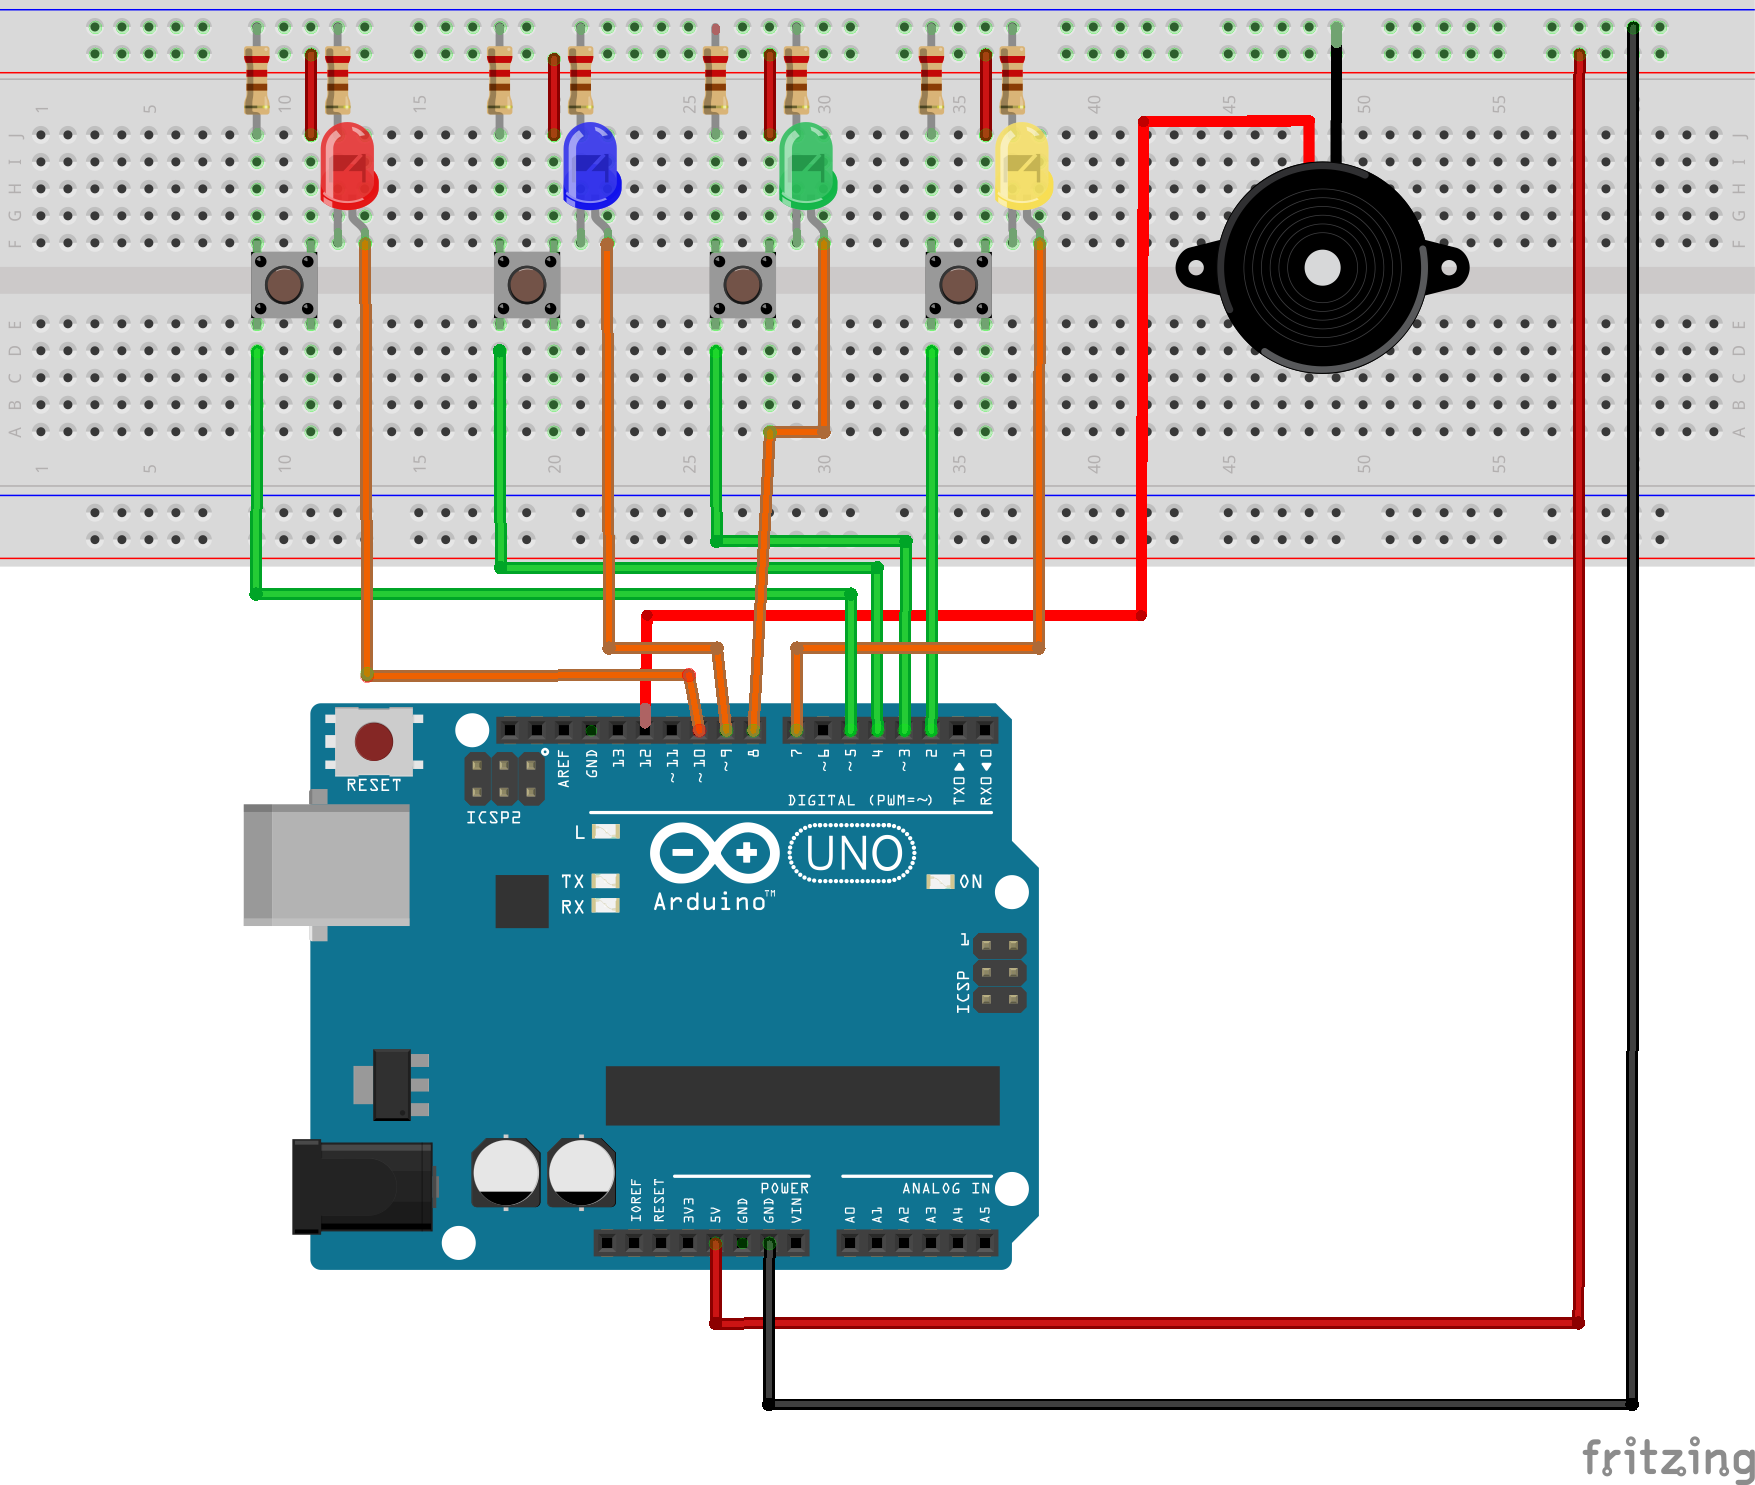 1 5 10 15 20 25 30 35 40 45 50 55
J J
I I
H H
G G
F F
E E
D D
C C
B B
A A
1 5 10 15 20 25 30 35 40 45 50 55
RESET
ICSP2
AREF
GND
13
12
~11
~10
~9
8
7
~6
~5
4
~3
2
TX0▶1
RX0◀0
DIGITAL (PWM=~)
L
TX
RX
UNO
Arduino™
ON
1
ICSP
POWER
ANALOG IN
IOREF
RESET
3V3
5V
GND
GND
VIN
A0
A1
A2
A3
A4
A5
fritzing